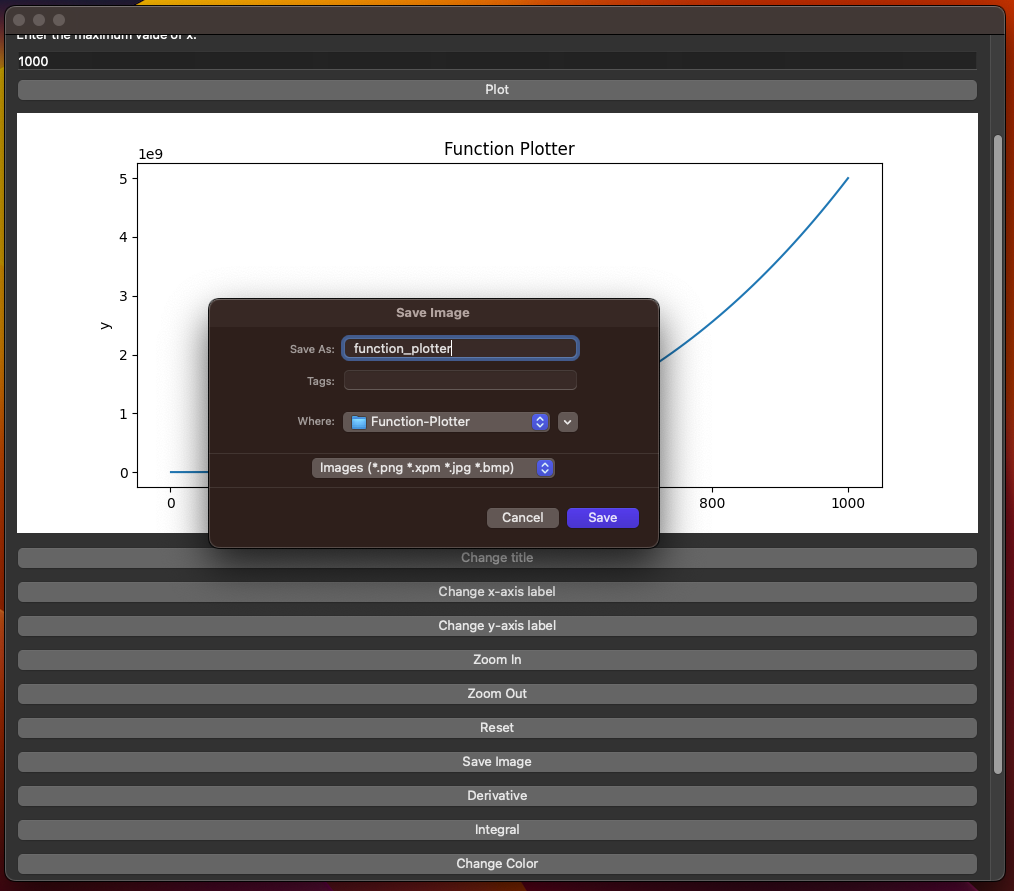 Enter the maximum value of x:
1000
Plot
Function Plotter
1e9
5
4
3
2
1
0
y
0
800
1000
Save Image
Save As: function_plotter
Tags:
Where: Function-Plotter
Images (*.png *.xpm *.jpg *.bmp)
Cancel Save
Change title
Change x-axis label
Change y-axis label
Zoom In
Zoom Out
Reset
Save Image
Derivative
Integral
Change Color